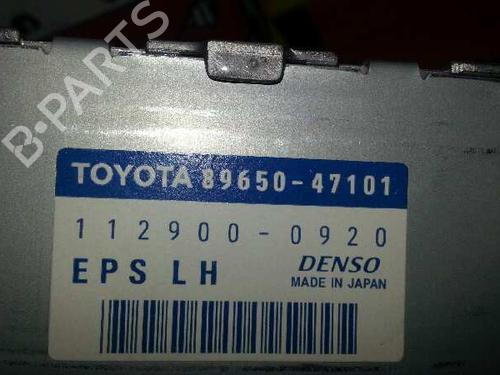 B-PARTS
TOYOTA 89650-47101
112900-0920
EPS LH DENSO
MADE IN JAPAN